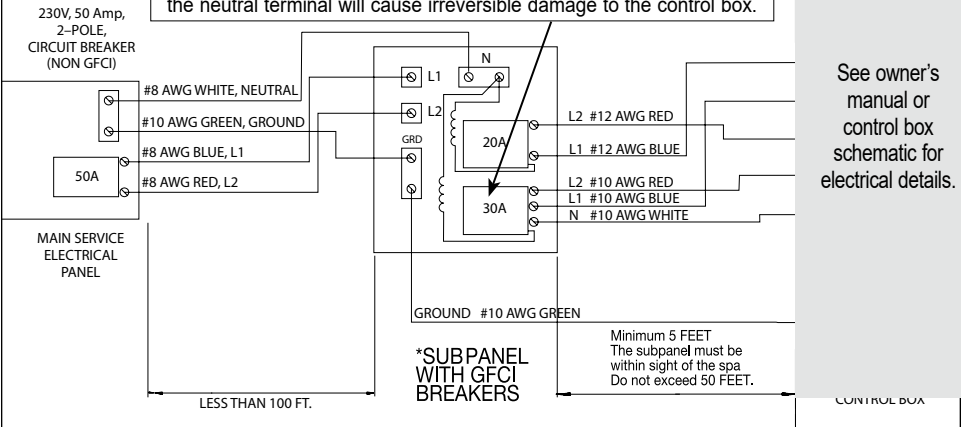 the neutral terminal will cause irreversible damage to the control box.
230V, 50 Amp,
2–POLE,
CIRCUIT BREAKER
(NON GFCI)
#8 AWG WHITE, NEUTRAL
#10 AWG GREEN, GROUND
#8 AWG BLUE, L1
#8 AWG RED, L2
50A
MAIN SERVICE
ELECTRICAL
PANEL
L1
N
L2
GRD
20A
30A
L2 #12 AWG RED
L1 #12 AWG BLUE
L2 #10 AWG RED
L1 #10 AWG BLUE
N #10 AWG WHITE
GROUND #10 AWG GREEN
*SUBPANEL
WITH GFCI
BREAKERS
LESS THAN 100 FT.
Minimum 5 FEET
The subpanel must be
within sight of the spa
Do not exceed 50 FEET.
See owner's
manual or
control box
schematic for
electrical details.
CONTROL BOX